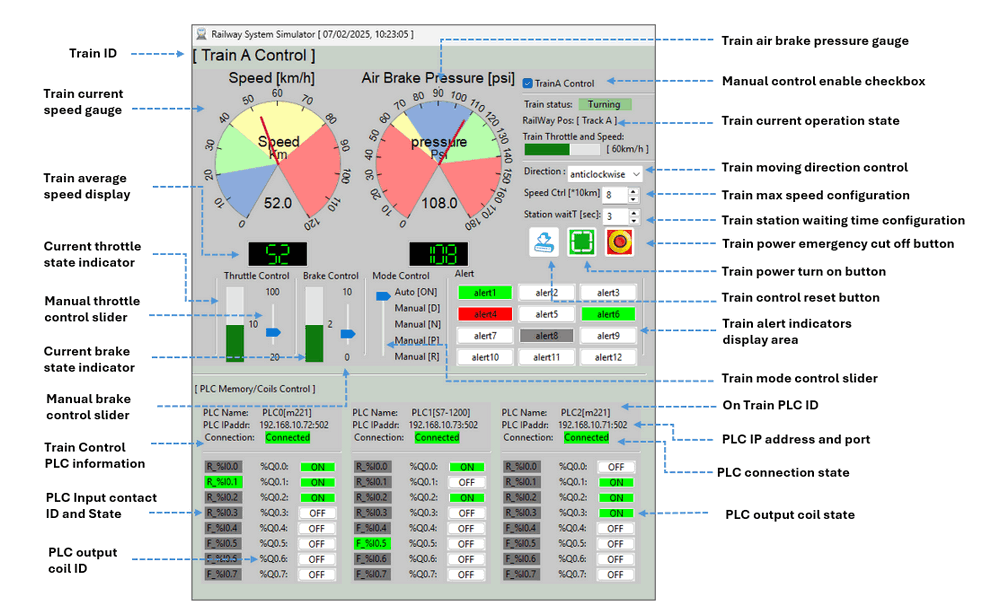 Railway System Simulator [ 07/02/2025, 10:23:05 ]
[ Train A Control ]
Speed [km/h]
Air Brake Pressure [psi]
0
10
20
30
40
50
60
70
80
90
100
110
120
Speed
Km
52.0
52
0
10
20
30
40
50
60
70
80
90
100
110
120
130
140
150
160
170
180
pressure
Psi
108.0
108
TrainA Control
Train status: Turning
RailWay Pos: [ Track A ]
Train Throttle and Speed:
[ 60km/h ]
Direction : anticlockwise
Speed Ctrl [*10km] 8
Station waitT [sec]: 3
Throttle Control
100
10
20
Brake Control
10
2
0
Mode Control
Auto [ON]
Manual [D]
Manual [N]
Manual [P]
Manual [R]
Alert
alert1 alert2 alert3
alert4 alert5 alert6
alert7 alert8 alert9
alert10 alert11 alert12
[ PLC Memory/Coils Control ]
PLC Name: PLC0[m221]
PLC IPaddr: 192.168.10.72:502
Connection: Connected
R_%I0.0 %Q0.0: ON
R_%I0.1 %Q0.1: ON
R_%I0.2 %Q0.2: ON
R_%I0.3 %Q0.3: OFF
F_%I0.4 %Q0.4: OFF
F_%I0.5 %Q0.5: OFF
F_%I0.5 %Q0.6: OFF
F_%I0.7 %Q0.7: OFF
PLC Name: PLC1[S7-1200]
PLC IPaddr: 192.168.10.73:502
Connection: Connected
R_%I0.0 %Q0.0: ON
R_%I0.1 %Q0.1: OFF
R_%I0.2 %Q0.2: ON
R_%I0.3 %Q0.3: OFF
F_%I0.4 %Q0.4: OFF
F_%I0.5 %Q0.5: OFF
F_%I0.6 %Q0.6: OFF
F_%I0.7 %Q0.7: OFF
PLC Name: PLC2[m221]
PLC IPaddr: 192.168.10.71:502
Connection: Connected
R_%I0.0 %Q0.0: OFF
R_%I0.1 %Q0.1: ON
R_%I0.2 %Q0.2: ON
R_%I0.3 %Q0.3: ON
F_%I0.4 %Q0.4: OFF
F_%I0.5 %Q0.5: OFF
F_%I0.6 %Q0.6: OFF
F_%I0.7 %Q0.7: OFF
Train ID
Train current
speed gauge
Train average
speed display
Current throttle
state indicator
Manual throttle
control slider
Current brake
state indicator
Manual brake
control slider
Train Control
PLC information
PLC Input contact
ID and State
PLC output
coil ID
Train air brake pressure gauge
Manual control enable checkbox
Train current operation state
Train moving direction control
Train max speed configuration
Train station waiting time configuration
Train power emergency cut off button
Train power turn on button
Train control reset button
Train alert indicators
display area
Train mode control slider
On Train PLC ID
PLC IP address and port
PLC connection state
PLC output coil state